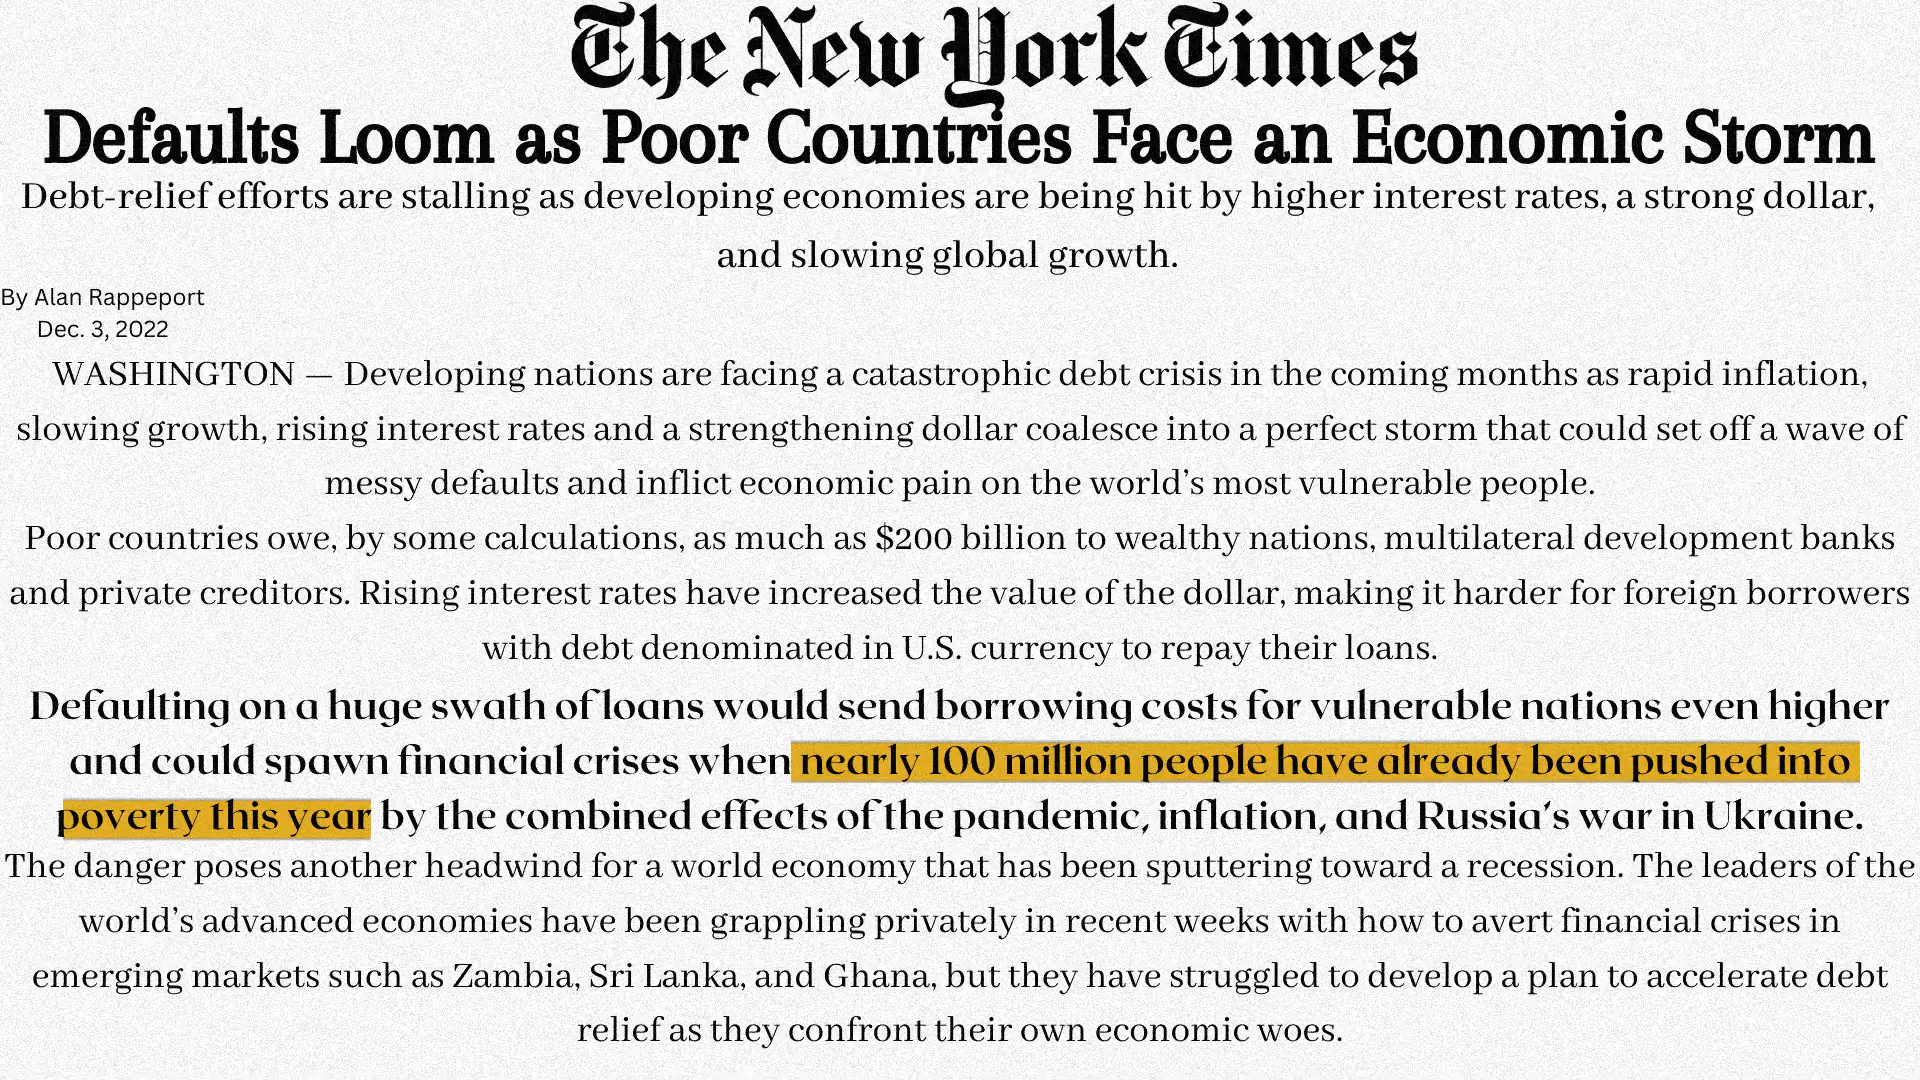 The New York Times
Defaults Loom as Poor Countries Face an Economic Storm
Debt-relief efforts are stalling as developing economies are being hit by higher interest rates, a strong dollar,
and slowing global growth.
By Alan Rappeport
Dec. 3, 2022
WASHINGTON — Developing nations are facing a catastrophic debt crisis in the coming months as rapid inflation,
slowing growth, rising interest rates and a strengthening dollar coalesce into a perfect storm that could set off a wave of
messy defaults and inflict economic pain on the world’s most vulnerable people.
Poor countries owe, by some calculations, as much as $200 billion to wealthy nations, multilateral development banks
and private creditors. Rising interest rates have increased the value of the dollar, making it harder for foreign borrowers
with debt denominated in U.S. currency to repay their loans.
Defaulting on a huge swath of loans would send borrowing costs for vulnerable nations even higher
and could spawn financial crises when nearly 100 million people have already been pushed into
poverty this year by the combined effects of the pandemic, inflation, and Russia’s war in Ukraine.
The danger poses another headwind for a world economy that has been sputtering toward a recession. The leaders of the
world’s advanced economies have been grappling privately in recent weeks with how to avert financial crises in
emerging markets such as Zambia, Sri Lanka, and Ghana, but they have struggled to develop a plan to accelerate debt
relief as they confront their own economic woes.